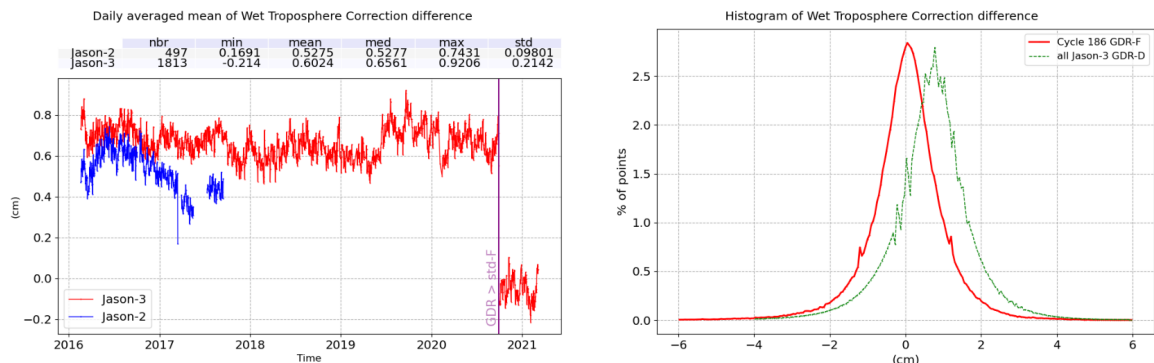 Daily averaged mean of Wet Troposphere Correction difference
nbr min mean med max std
Jason-2 497 0.1691 0.5275 0.5277 0.7431 0.09801
Jason-3 1813 -0.214 0.6024 0.6561 0.9206 0.2142
0.8
0.6
0.4
0.2
0.0
−0.2
(cm)
GDR > std-F
Jason-3
Jason-2
2016 2017 2018 2019 2020 2021
Time
Histogram of Wet Troposphere Correction difference
Cycle 186 GDR-F
all Jason-3 GDR-D
2.5
2.0
1.5
1.0
0.5
0.0
% of points
−6 −4 −2 0 2 4 6
(cm)